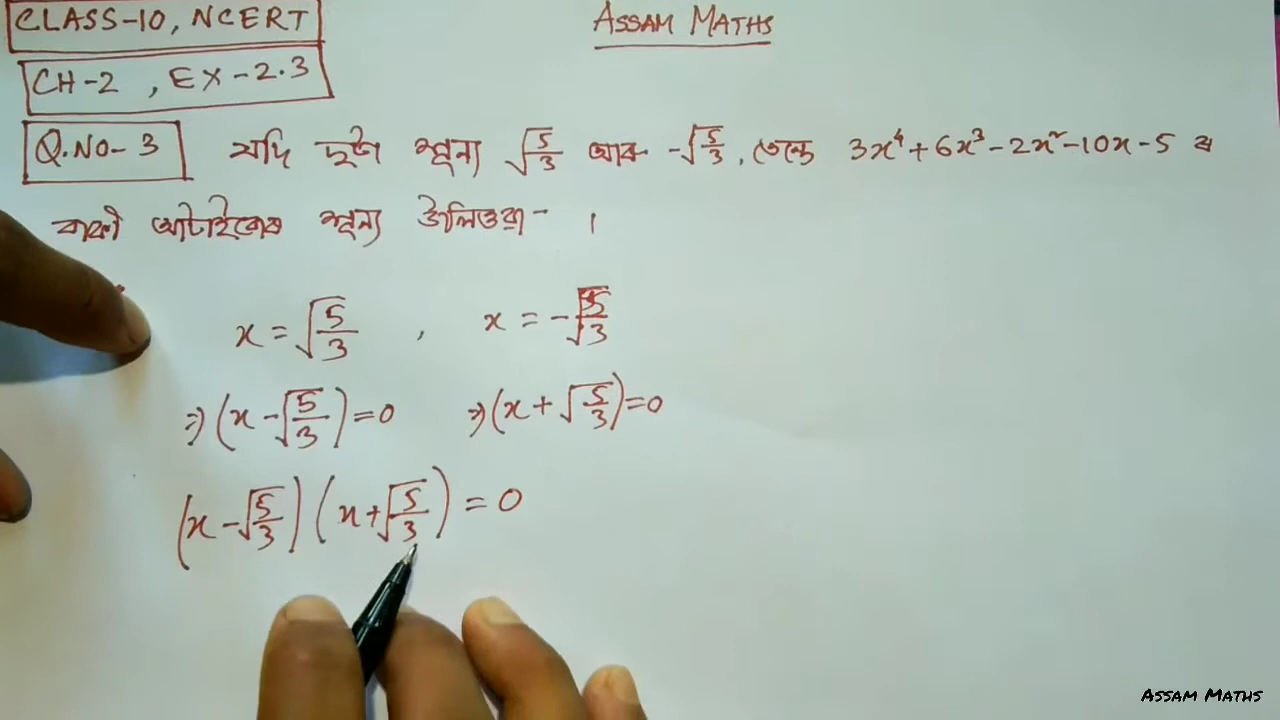 CLASS-10, NCERT
ASSAM MATHS
CH-2 , EX-2.3
Q.NO-3 যদি দুটা শূন্য √5/3 আৰু -√5/3, তেন্তে 3x⁴+6x³-2x²-10x-5 ৰ
বাকী আটাইবোৰ শূন্য উলিওৱা- ।
x = √5/3 , x = -√5/3
⇒ (x-√5/3)=0 ⇒ (x+√5/3)=0
(x-√5/3)(x+√5/3) = 0
ASSAM MATHS